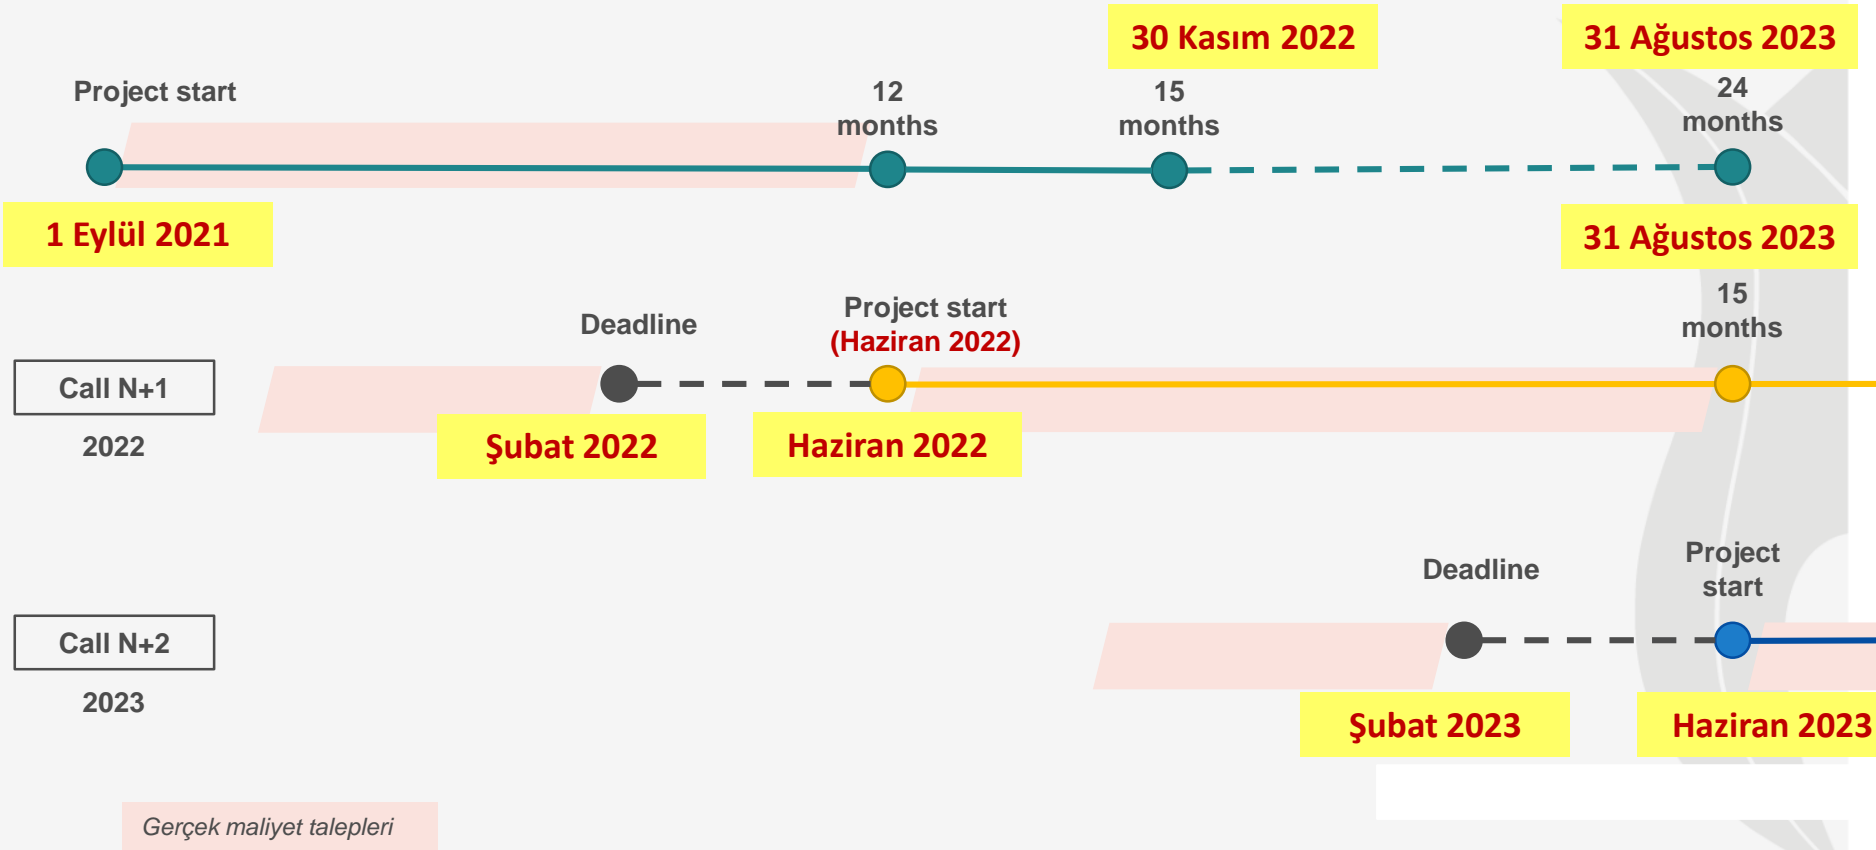 30 Kasım 2022
31 Ağustos 2023
Project start
12
months
15
months
24
months
1 Eylül 2021
31 Ağustos 2023
Deadline
Project start
(Haziran 2022)
15
months
Call N+1
2022
Şubat 2022
Haziran 2022
Deadline
Project
start
Call N+2
2023
Şubat 2023
Haziran 2023
Gerçek maliyet talepleri